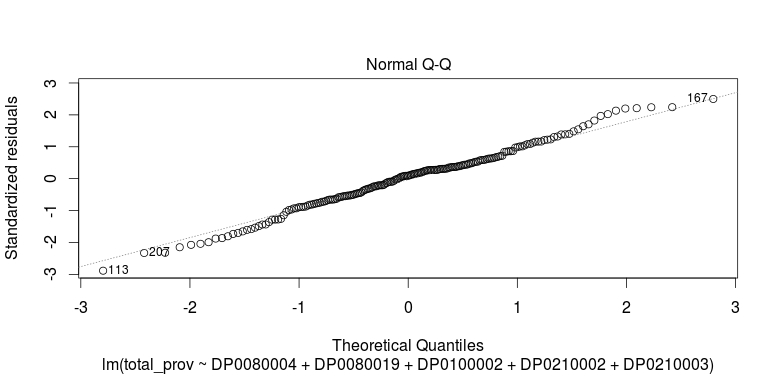 Normal Q-Q
Standardized residuals
3
2
1
0
-1
-2
-3
167
207
113
-3 -2 -1 0 1 2 3
Theoretical Quantiles
lm(total_prov ~ DP0080004 + DP0080019 + DP0100002 + DP0210002 + DP0210003)